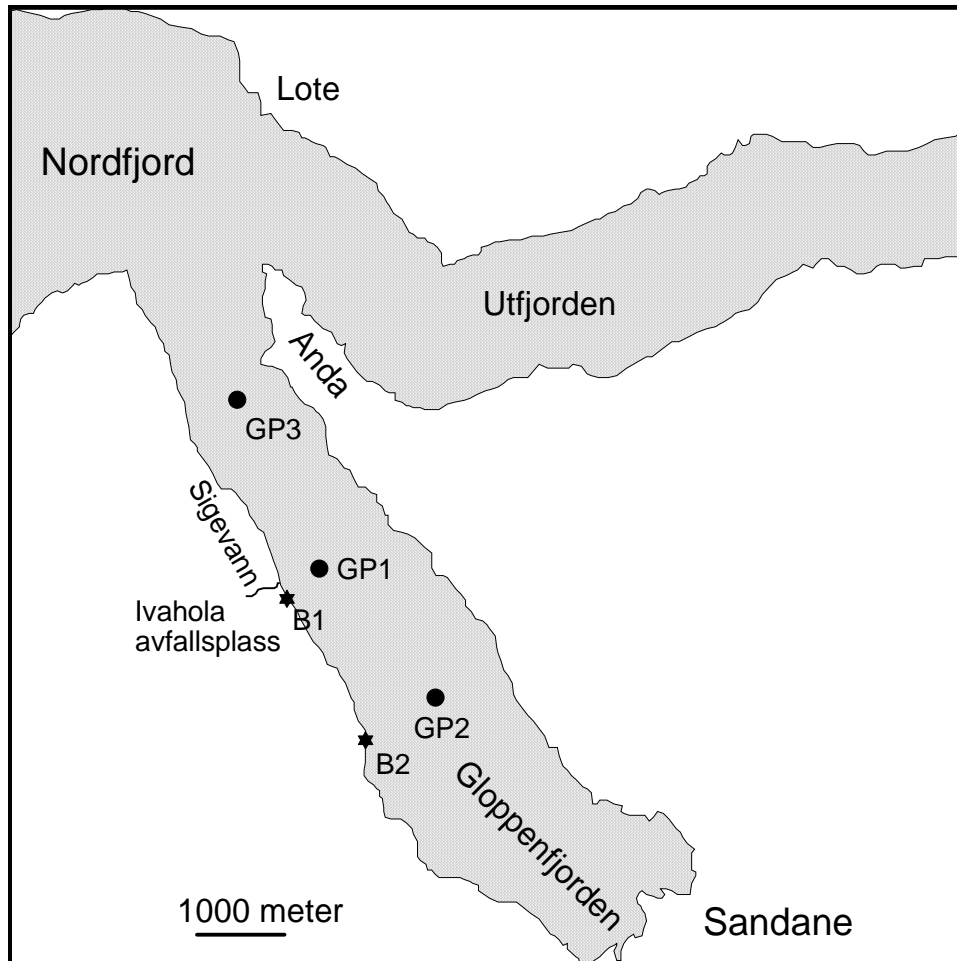 Lote
Nordfjord
Utfjorden
Anda
GP3
Sigevann
GP1
Ivahola
avfallsplass
B1
GP2
B2
Gloppenfjorden
1000 meter
Sandane